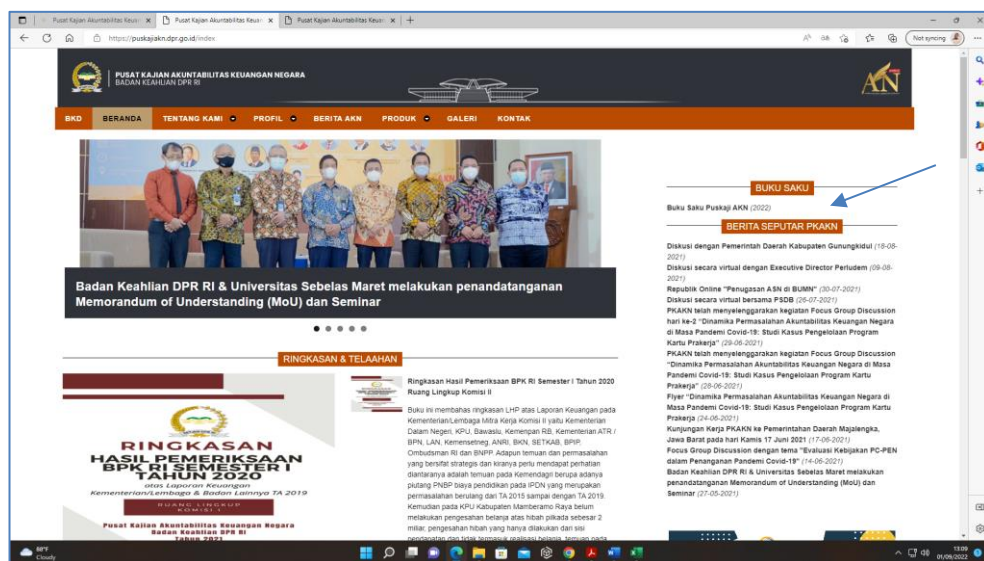 Pusat Kajian Akuntabilitas Keuan
Pusat Kajian Akuntabilitas Keuan
Pusat Kajian Akuntabilitas Keuan
https://puskajiakn.dpr.go.id/index
Not syncing
PUSAT KAJIAN AKUNTABILITAS KEUANGAN NEGARA
BADAN KEAHLIAN DPR RI
AKN
BKD BERANDA TENTANG KAMI PROFIL BERITA AKN PRODUK GALERI KONTAK
Badan Keahlian DPR RI & Universitas Sebelas Maret melakukan penandatanganan
Memorandum of Understanding (MoU) dan Seminar
RINGKASAN & TELAAHAN
RINGKASAN
HASIL PEMERIKSAAN
BPK RI SEMESTER I
TAHUN 2020
atas Laporan Keuangan
Kementerian/Lembaga & Badan Lainnya TA 2019
RUANG LINGKUP
KOMISI I
Pusat Kajian Akuntabilitas Keuangan Negara
Badan Keahlian DPR RI
Tahun 2021
Ringkasan Hasil Pemeriksaan BPK RI Semester I Tahun 2020
Ruang Lingkup Komisi II
Buku ini membahas ringkasan LHP atas Laporan Keuangan pada
Kementerian/Lembaga Mitra Kerja Komisi II yaitu Kementerian
Dalam Negeri, KPU, Bawaslu, Kemenpan RB, Kementerian ATR /
BPN, LAN, Kemensetneg, ANRI, BKN, SETKAB, BPIP,
Ombudsman RI dan BNPP. Adapun temuan dan permasalahan
yang bersifat strategis dan kiranya perlu mendapat perhatian
diantaranya adalah temuan pada Kemendagri berupa adanya
piutang PNBP biaya pendidikan pada IPDN yang merupakan
permasalahan berulang dari TA 2015 sampai dengan TA 2019.
Kemudian pada KPU Kabupaten Mamberamo Raya belum
melakukan pengesahan belanja atas hibah pilkada sebesar 2
miliar, pengesahan hibah yang hanya dilakukan dari sisi
pendapatan dan tidak termasuk realisasi belanja, temuan pada
BUKU SAKU
Buku Saku Puskaji AKN (2022)
BERITA SEPUTAR PKAKN
Diskusi dengan Pemerintah Daerah Kabupaten Gunungkidul (18-08-
2021)
Diskusi secara virtual dengan Executive Director Perludem (09-08-
2021)
Republik Online "Penugasan ASN di BUMN" (30-07-2021)
Diskusi secara virtual bersama PSDB (26-07-2021)
PKAKN telah menyelenggarakan kegiatan Focus Group Discussion
hari ke-2 "Dinamika Permasalahan Akuntabilitas Keuangan Negara
di Masa Pandemi Covid-19: Studi Kasus Pengelolaan Program
Kartu Prakerja" (29-06-2021)
PKAKN telah menyelenggarakan kegiatan Focus Group Discussion
"Dinamika Permasalahan Akuntabilitas Keuangan Negara di Masa
Pandemi Covid-19: Studi Kasus Pengelolaan Program Kartu
Prakerja" (28-06-2021)
Flyer "Dinamika Permasalahan Akuntabilitas Keuangan Negara di
Masa Pandemi Covid-19: Studi Kasus Pengelolaan Program Kartu
Prakerja (24-06-2021)
Kunjungan Kerja PKAKN ke Pemerintahan Daerah Majalengka,
Jawa Barat pada hari Kamis 17 Juni 2021 (17-06-2021)
Focus Group Discussion dengan tema "Evaluasi Kebijakan PC-PEN
dalam Penanganan Pandemi Covid-19" (14-06-2021)
Badan Keahlian DPR RI & Universitas Sebelas Maret melakukan
penandatanganan Memorandum of Understanding (MoU) dan
Seminar (27-05-2021)
88°F
Cloudy
13:09
01/09/2022